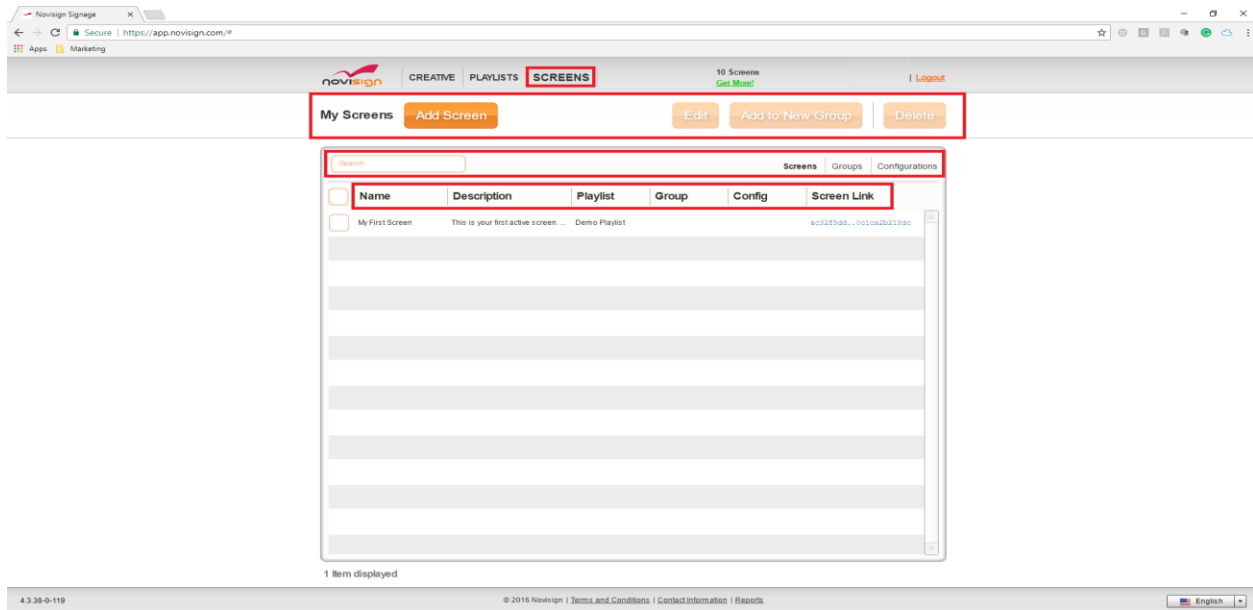 Novisign Signage
Secure | https://app.novisign.com/#
Apps Marketing
novisign CREATIVE PLAYLISTS SCREENS 10 Screens | Logout
Get More!
My Screens Add Screen Edit Add to New Group Delete
Search Screens Groups Configurations
Name Description Playlist Group Config Screen Link
My First Screen This is your first active screen. ... Demo Playlist ac32f5dd..0c1ca2b218dc
1 Item displayed
4.3.38-0-119 © 2016 Novisign | Terms and Conditions | Contact Information | Reports English